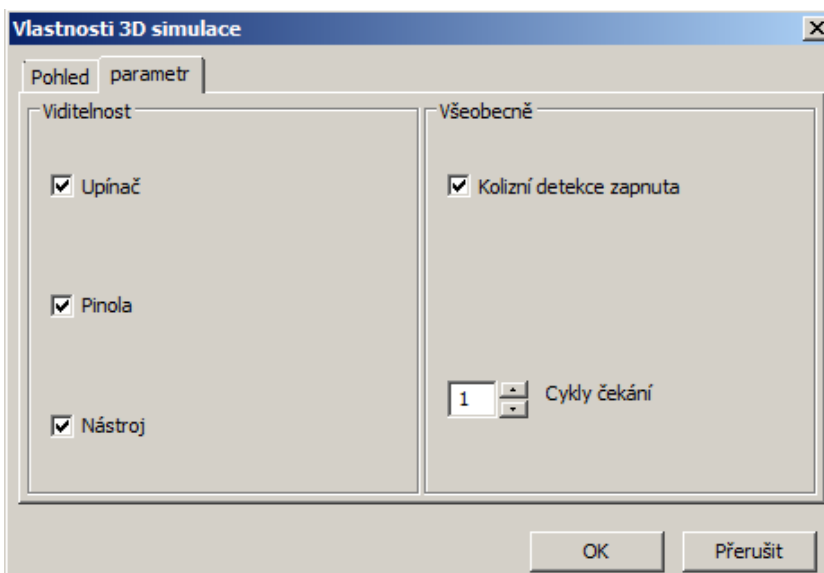 Vlastnosti 3D simulace
Pohled
parametr
Viditelnost
Upínač
Pinola
Nástroj
Všeobecně
Kolizní detekce zapnuta
1
Cykly čekání
OK
Přerušit